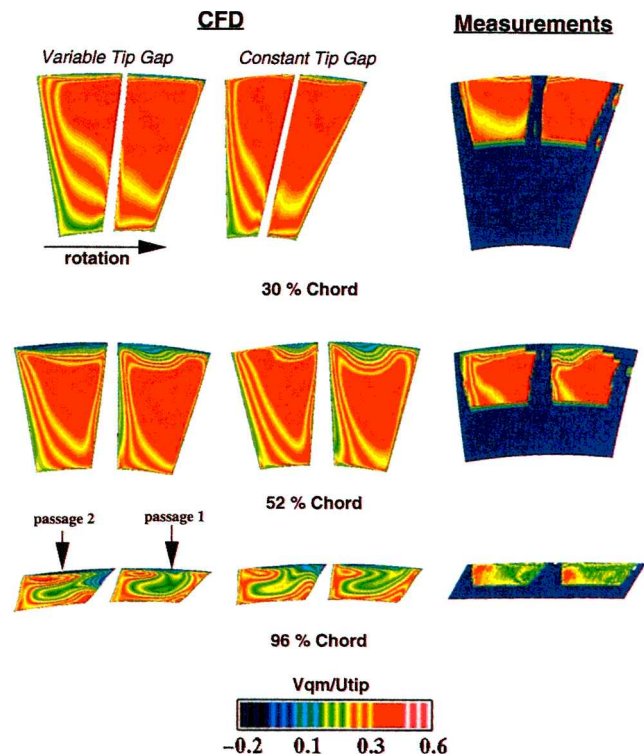 CFD
Measurements
Variable Tip Gap
Constant Tip Gap
rotation
30 % Chord
52 % Chord
passage 2
passage 1
96 % Chord
Vqm/Utip
-0.2 0.1 0.3 0.6